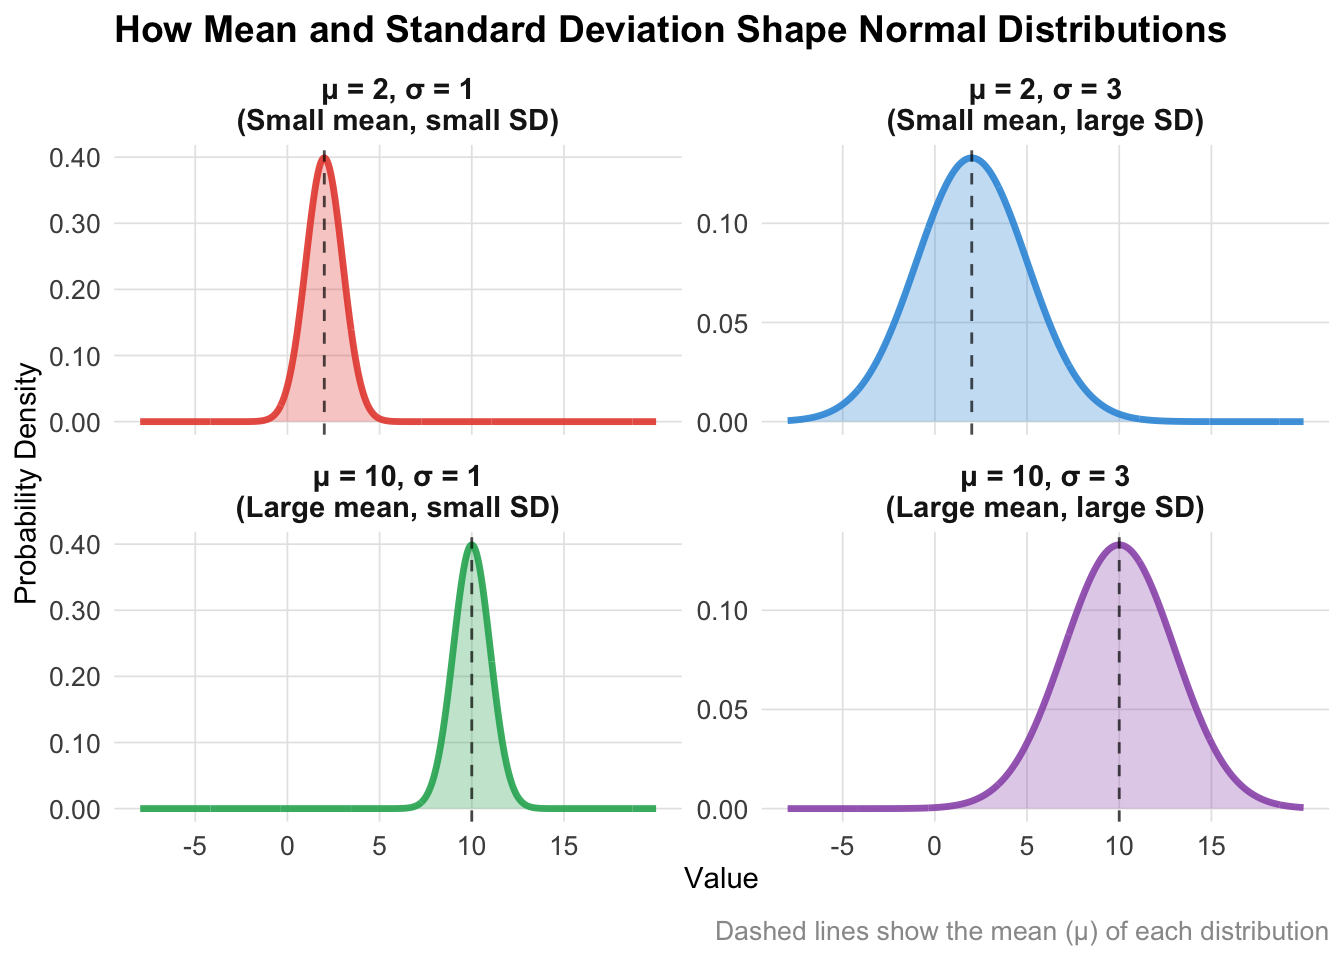 How Mean and Standard Deviation Shape Normal Distributions
μ = 2, σ = 1
(Small mean, small SD)
μ = 2, σ = 3
(Small mean, large SD)
0.40
0.30
0.20
0.10
0.00
0.10
0.05
0.00
Probability Density
μ = 10, σ = 1
(Large mean, small SD)
μ = 10, σ = 3
(Large mean, large SD)
0.40
0.30
0.20
0.10
0.00
0.10
0.05
0.00
-5 0 5 10 15
-5 0 5 10 15
Value
Dashed lines show the mean (μ) of each distribution